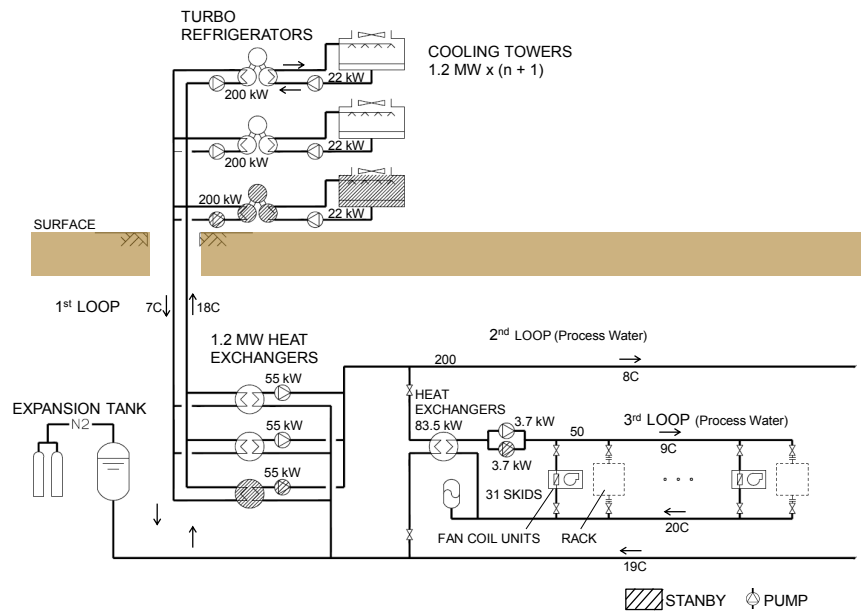 TURBO
REFRIGERATORS
COOLING TOWERS
1.2 MW x (n + 1)
200 kW
22 kW
200 kW
22 kW
200 kW
22 kW
SURFACE
1st LOOP
7C
18C
2nd LOOP (Process Water)
1.2 MW HEAT
EXCHANGERS
200
8C
55 kW
HEAT
EXCHANGERS
83.5 kW
EXPANSION TANK
N2
3.7 kW
3rd LOOP (Process Water)
50
9C
55 kW
3.7 kW
55 kW
31 SKIDS
20C
FAN COIL UNITS
RACK
19C
STANBY
PUMP